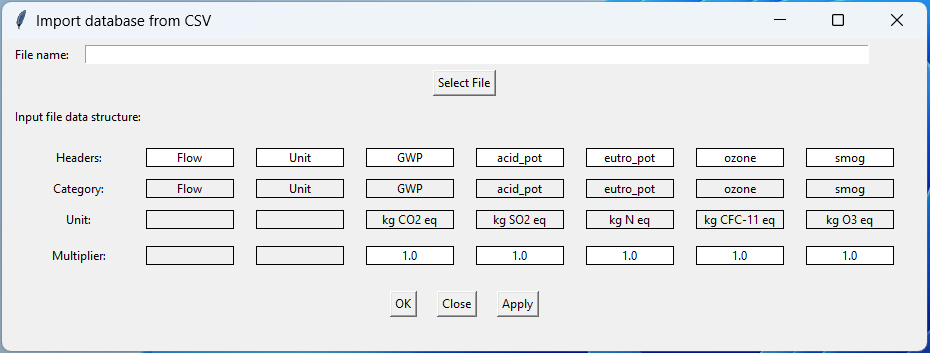 Import database from CSV
File name:
Select File
Input file data structure:
Headers: Flow Unit GWP acid_pot eutro_pot ozone smog
Category: Flow Unit GWP acid_pot eutro_pot ozone smog
Unit: kg CO2 eq kg SO2 eq kg N eq kg CFC-11 eq kg O3 eq
Multiplier: 1.0 1.0 1.0 1.0 1.0
OK Close Apply